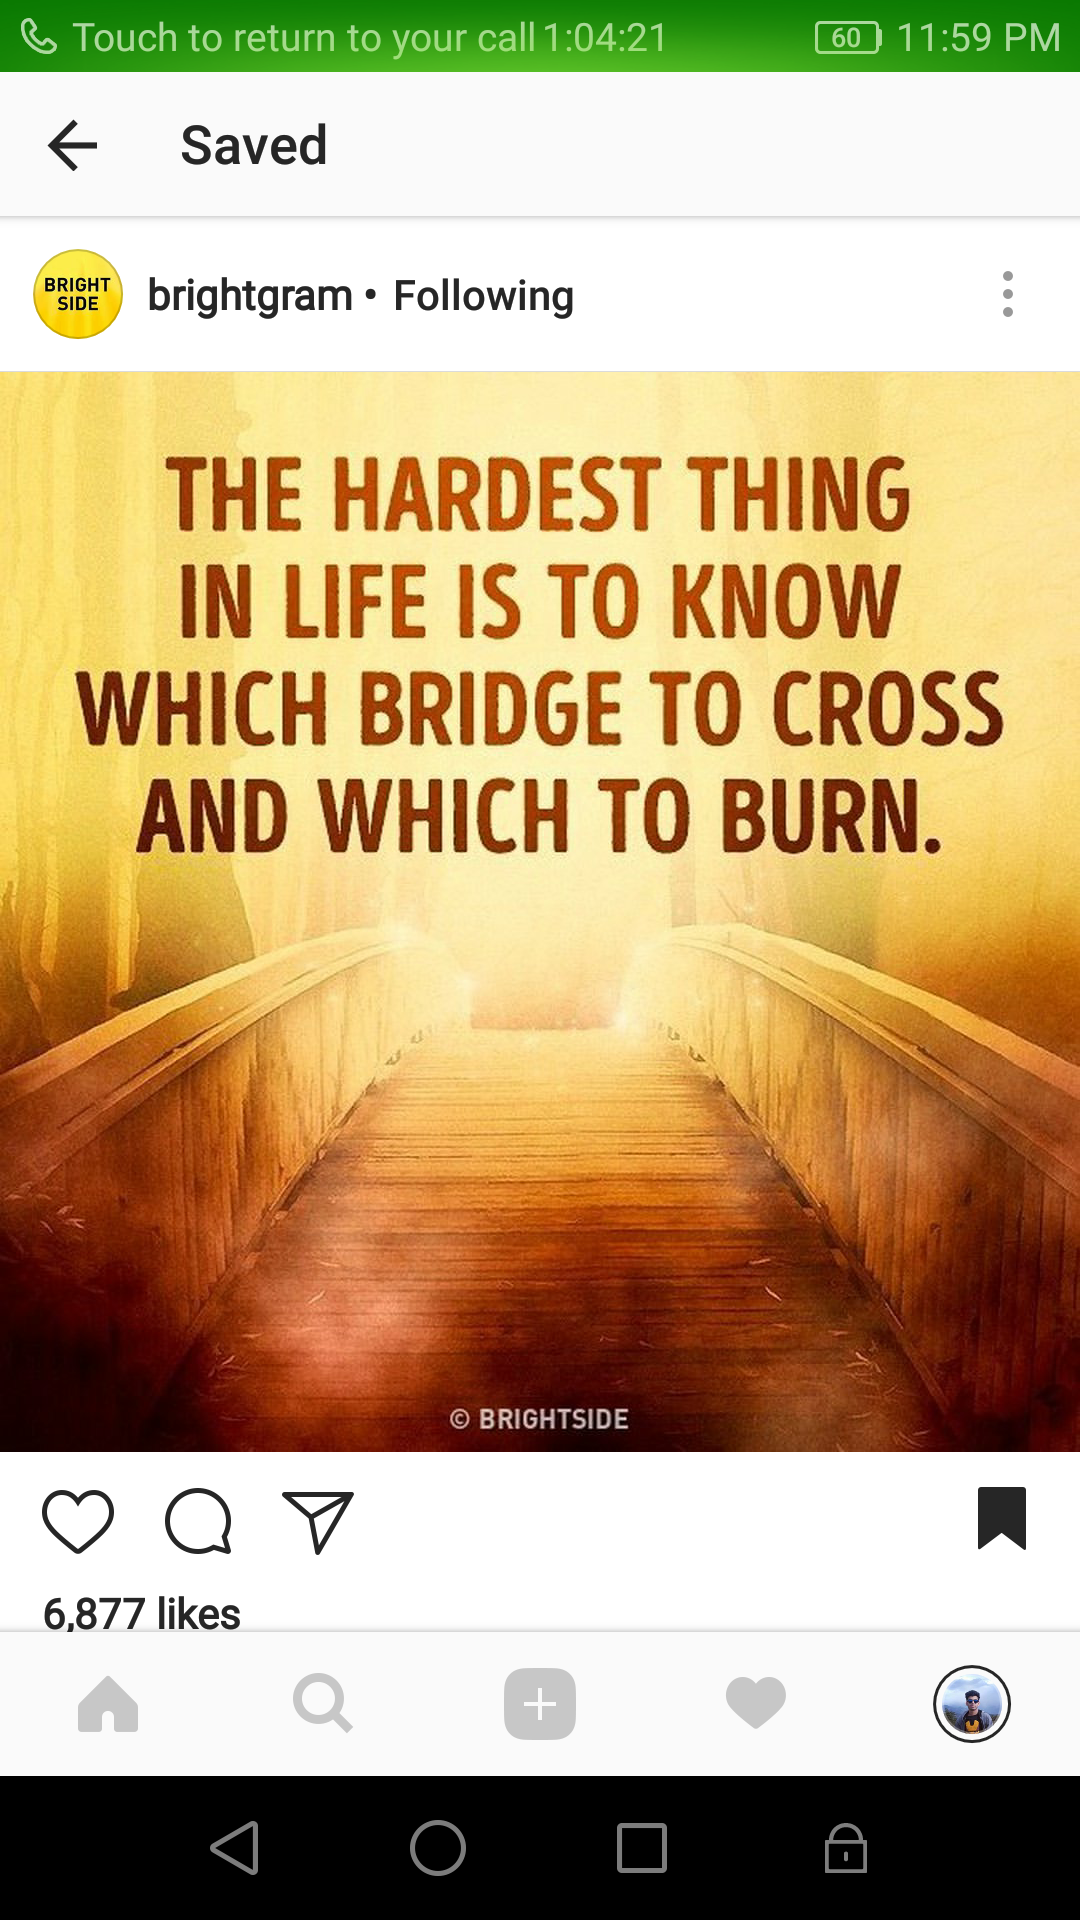 Touch to return to your call 1:04:21 60 11:59 PM
Saved
BRIGHT
SIDE
brightgram • Following
THE HARDEST THING
IN LIFE IS TO KNOW
WHICH BRIDGE TO CROSS
AND WHICH TO BURN.
© BRIGHTSIDE
6,877 likes